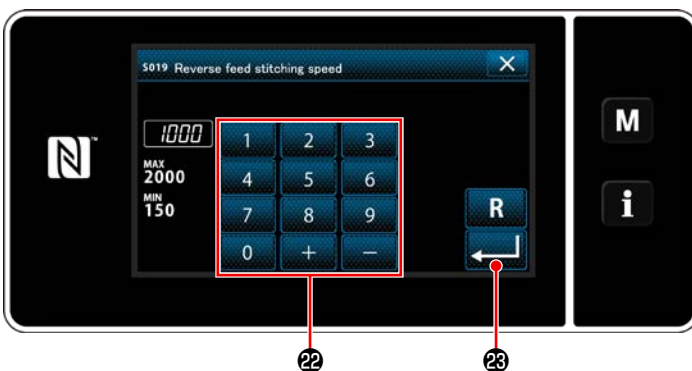 S019 Reverse feed stitching speed X
1000
MAX
2000
MIN
150
1 2 3
4 5 6
7 8 9
0 + −
R
N™
M
i
㉒ ㉓